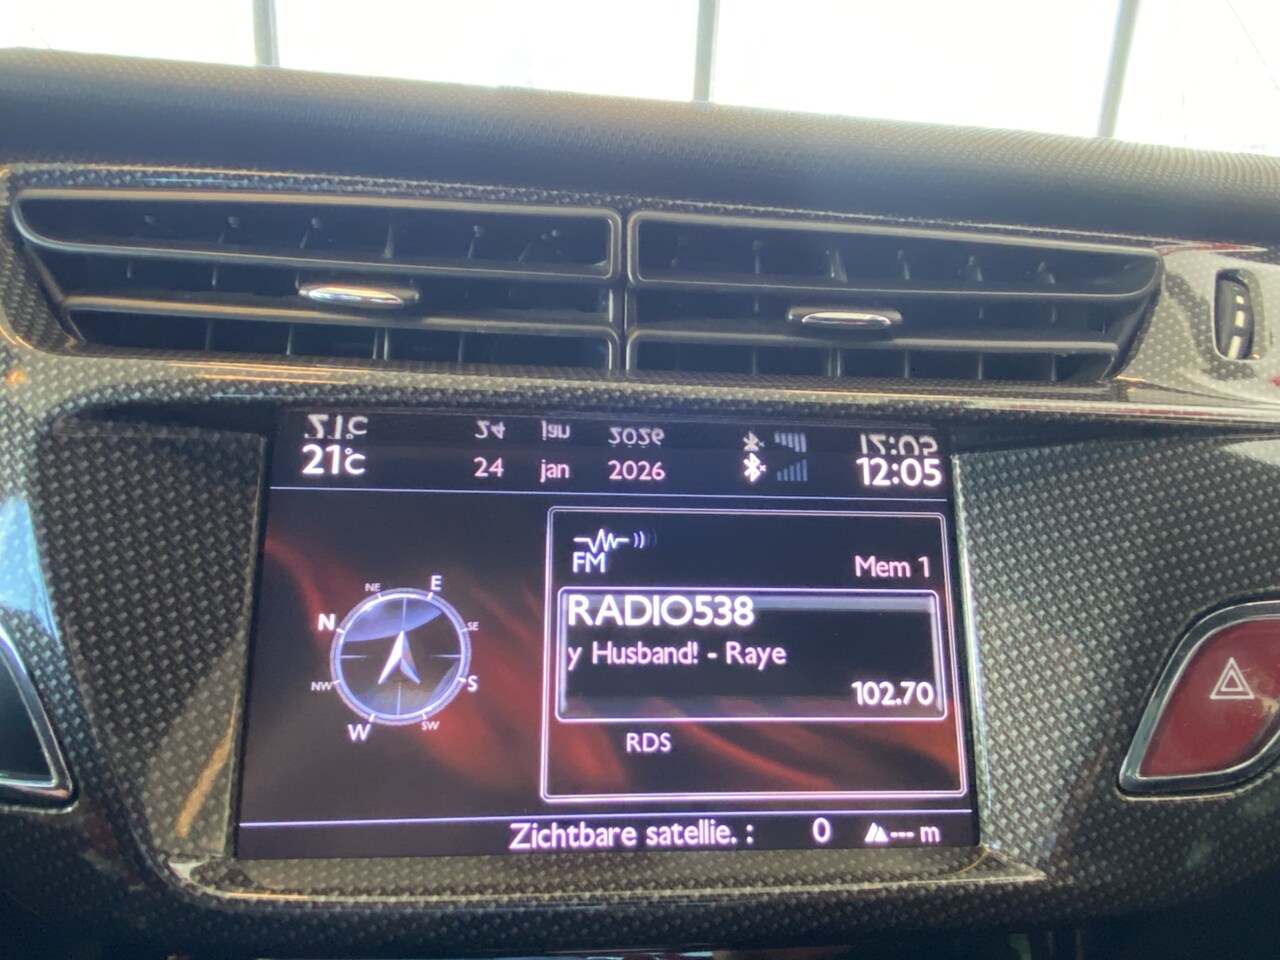 21°C 24 jan 2026 12:05
FM
Mem 1
RADIO538
y Husband! - Raye
102.70
RDS
NE E
N SE
NW S
W SW
Zichtbare satellie. : 0 --- m